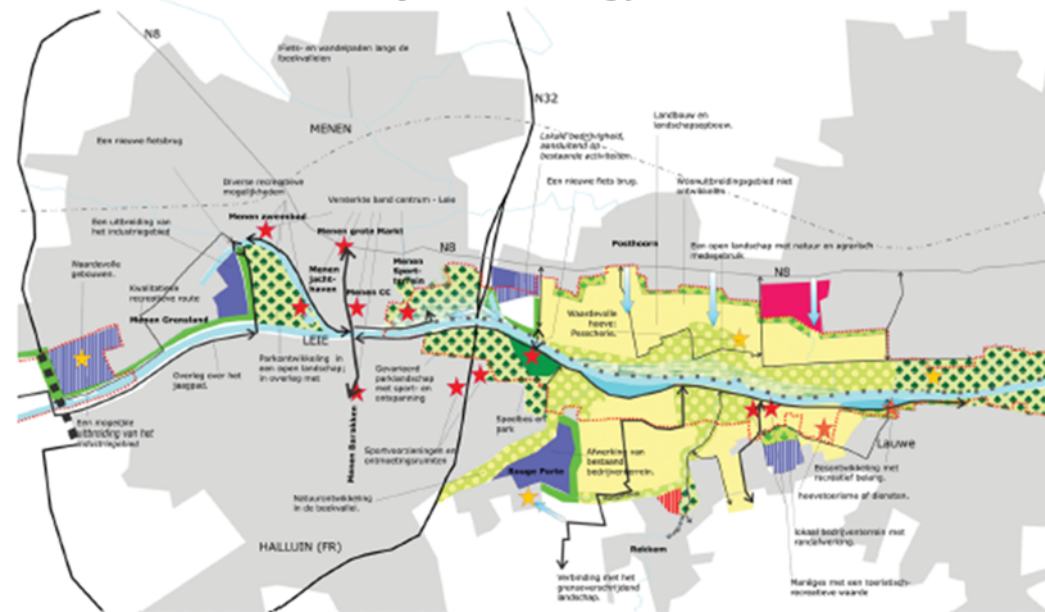 N8
Fiets- en wandelpaden langs de
beekvalleien
N32
MENEN
Een nieuwe fietsbrug
Landbouw en
landschapsopbouw.
Lokale bedrijvigheid,
aansluitend op
bestaande activiteiten.
Een nieuwe fiets brug.
Woonuitbreidingsgebied niet
ontwikkelen
Diverse recreatieve
mogelijkheden
Versterkte band centrum - Leie
Een uitbreiding van
het industriegebied
Menen zwembad
Menen grote Markt
N8
Posthoorn
Een open landschap met natuur en agrarisch
medegebruik
N8
Waardevolle
gebouwen.
Kwalitatieve
recreatieve route
Menen
jacht-
haven
Menen
Sport-
terrein
Menen CC
Menen Grensland
LEIE
Waardevolle
hoeve:
Overleg over het
jaagpad.
Parkontwikkeling in
een open landschap;
in overleg met
Gevarieerd
parklandschap
met sport- en
ontspanning
Een mogelijke
uitbreiding van het
industriegebied
Menen Barakken
Speelbos en
park
Lauwe
Sportvoorzieningen en
ontmoetingsruimten
Rouge Porte
Afwerking van
bestaand
bedrijventerrein.
Bosontwikkeling met
recreatief belang.
Natuurontwikkeling
in de beekvallei.
hoevetoerisme of diensten.
HALLUIN (FR)
Rekkem
lokaal bedrijventerrein met
randafwerking.
Verbinding met het
grensoverschrijdend
landschap.
Manèges met een toeristisch-
recreatieve waarde